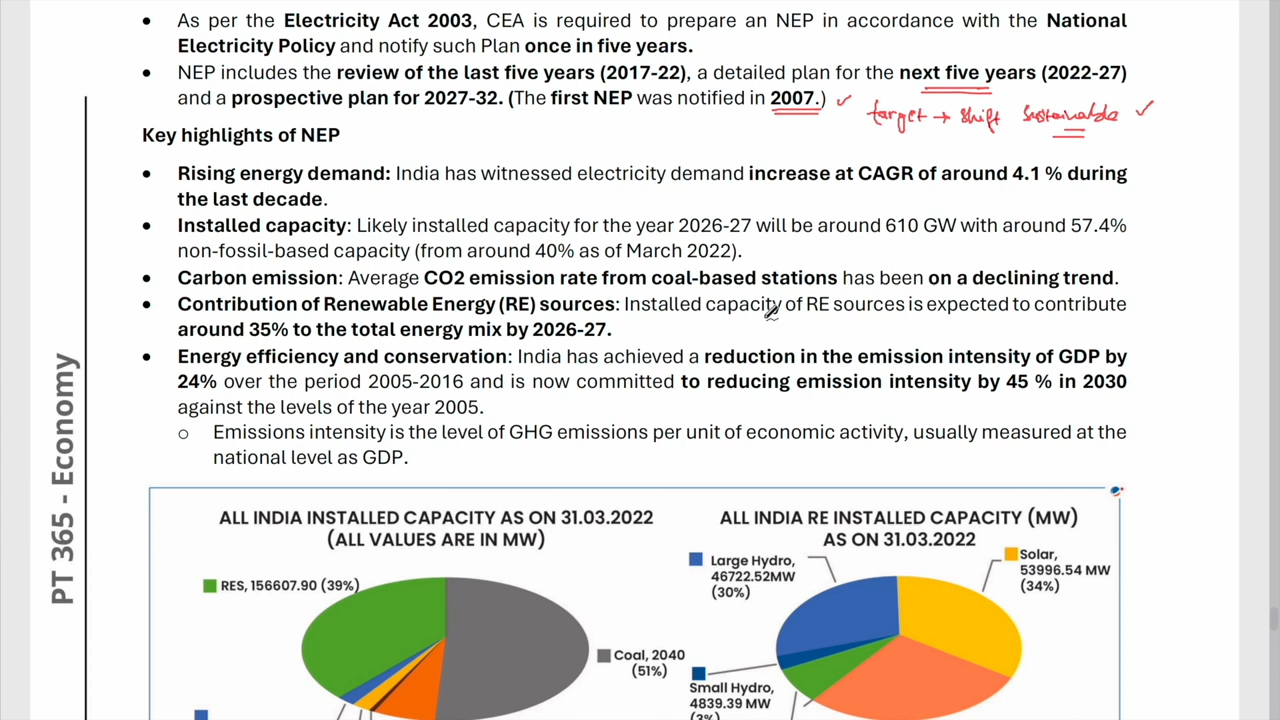 • As per the Electricity Act 2003, CEA is required to prepare an NEP in accordance with the National
Electricity Policy and notify such Plan once in five years.
• NEP includes the review of the last five years (2017-22), a detailed plan for the next five years (2022-27)
and a prospective plan for 2027-32. (The first NEP was notified in 2007.)
target → shift sustainable
Key highlights of NEP
• Rising energy demand: India has witnessed electricity demand increase at CAGR of around 4.1 % during
the last decade.
• Installed capacity: Likely installed capacity for the year 2026-27 will be around 610 GW with around 57.4%
non-fossil-based capacity (from around 40% as of March 2022).
• Carbon emission: Average CO2 emission rate from coal-based stations has been on a declining trend.
• Contribution of Renewable Energy (RE) sources: Installed capacity of RE sources is expected to contribute
around 35% to the total energy mix by 2026-27.
• Energy efficiency and conservation: India has achieved a reduction in the emission intensity of GDP by
24% over the period 2005-2016 and is now committed to reducing emission intensity by 45 % in 2030
against the levels of the year 2005.
o Emissions intensity is the level of GHG emissions per unit of economic activity, usually measured at the
national level as GDP.
PT 365 - Economy
ALL INDIA INSTALLED CAPACITY AS ON 31.03.2022
(ALL VALUES ARE IN MW)
RES, 156607.90 (39%)
Coal, 2040
(51%)
ALL INDIA RE INSTALLED CAPACITY (MW)
AS ON 31.03.2022
Large Hydro,
46722.52MW
(30%)
Solar,
53996.54 MW
(34%)
Small Hydro,
4839.39 MW
(3%)